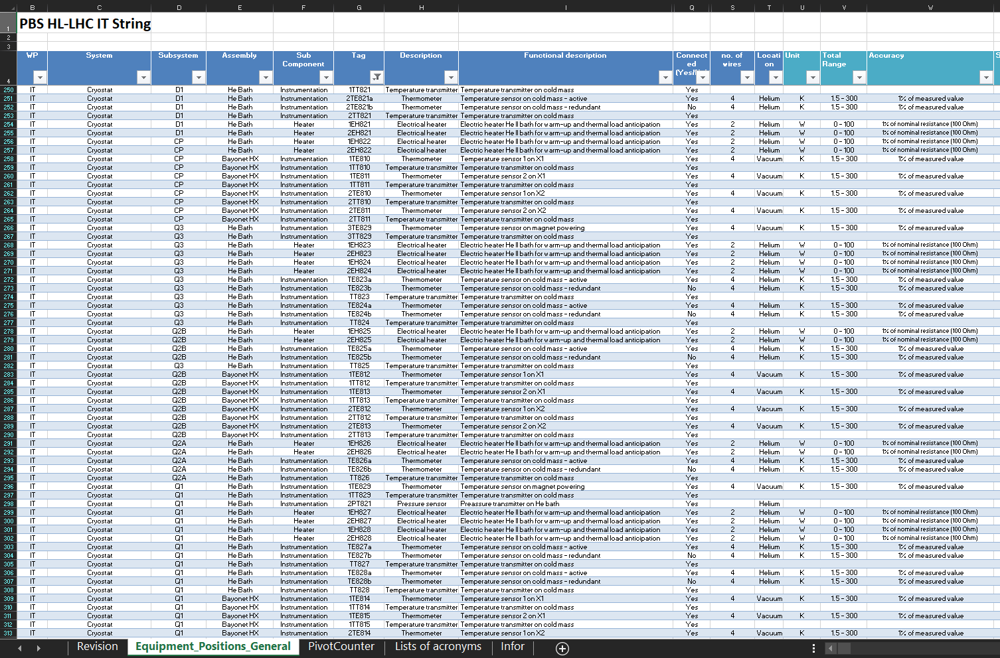 B C D E F G H I Q S T U V W
1 PBS HL-LHC IT String
2
3
4 WP System Subsystem Assembly Sub Component Tag Description Functional description Connect ed (Yes/ no. of wires Locati on Unit Total Range Accuracy S
250 IT Cryostat D1 He Bath Instrumentation 1TT821 Temperature transmitter Temperature transmitter on cold mass Yes
251 IT Cryostat D1 He Bath Instrumentation 2TE821a Thermometer Temperature sensor on cold mass - active Yes 4 Helium K 1.5 - 300 1% of measured value
252 IT Cryostat D1 He Bath Instrumentation 2TE821b Thermometer Temperature sensor on cold mass - redundant No 4 Helium K 1.5 - 300 1% of measured value
253 IT Cryostat D1 He Bath Instrumentation 2TT821 Temperature transmitter Temperature transmitter on cold mass Yes
254 IT Cryostat D1 He Bath Heater 1EH821 Electrical heater Electric heater He II bath for warm-up and thermal load anticipation Yes 2 Helium W 0 - 100 1% of nominal resistance (100 Ohm)
255 IT Cryostat D1 He Bath Heater 2EH821 Electrical heater Electric heater He II bath for warm-up and thermal load anticipation Yes 2 Helium W 0 - 100 1% of nominal resistance (100 Ohm)
256 IT Cryostat CP He Bath Heater 1EH822 Electrical heater Electric heater He II bath for warm-up and thermal load anticipation Yes 2 Helium W 0 - 100 1% of nominal resistance (100 Ohm)
257 IT Cryostat CP He Bath Heater 2EH822 Electrical heater Electric heater He II bath for warm-up and thermal load anticipation Yes 2 Helium W 0 - 100 1% of nominal resistance (100 Ohm)
258 IT Cryostat CP Bayonet HX Instrumentation 1TE810 Thermometer Temperature sensor 1 on X1 Yes 4 Vacuum K 1.5 - 300 1% of measured value
259 IT Cryostat CP Bayonet HX Instrumentation 1TT810 Temperature transmitter Temperature transmitter on cold mass Yes
260 IT Cryostat CP Bayonet HX Instrumentation 1TE811 Thermometer Temperature sensor 2 on X1 Yes 4 Vacuum K 1.5 - 300 1% of measured value
261 IT Cryostat CP Bayonet HX Instrumentation 1TT811 Temperature transmitter Temperature transmitter on cold mass Yes
262 IT Cryostat CP Bayonet HX Instrumentation 2TE810 Thermometer Temperature sensor 1 on X2 Yes 4 Vacuum K 1.5 - 300 1% of measured value
263 IT Cryostat CP Bayonet HX Instrumentation 2TT810 Temperature transmitter Temperature transmitter on cold mass Yes
264 IT Cryostat CP Bayonet HX Instrumentation 2TE811 Thermometer Temperature sensor 2 on X2 Yes 4 Vacuum K 1.5 - 300 1% of measured value
265 IT Cryostat CP Bayonet HX Instrumentation 2TT811 Temperature transmitter Temperature transmitter on cold mass Yes
266 IT Cryostat Q3 He Bath Instrumentation 3TE829 Thermometer Temperature sensor on magnet powering Yes 4 Vacuum K 1.5 - 300 1% of measured value
267 IT Cryostat Q3 He Bath Instrumentation 3TT829 Temperature transmitter Temperature transmitter on cold mass Yes
268 IT Cryostat Q3 He Bath Heater 1EH823 Electrical heater Electric heater He II bath for warm-up and thermal load anticipation Yes 2 Helium W 0 - 100 1% of nominal resistance (100 Ohm)
269 IT Cryostat Q3 He Bath Heater 2EH823 Electrical heater Electric heater He II bath for warm-up and thermal load anticipation Yes 2 Helium W 0 - 100 1% of nominal resistance (100 Ohm)
270 IT Cryostat Q3 He Bath Heater 1EH824 Electrical heater Electric heater He II bath for warm-up and thermal load anticipation Yes 2 Helium W 0 - 100 1% of nominal resistance (100 Ohm)
271 IT Cryostat Q3 He Bath Heater 2EH824 Electrical heater Electric heater He II bath for warm-up and thermal load anticipation Yes 2 Helium W 0 - 100 1% of nominal resistance (100 Ohm)
272 IT Cryostat Q3 He Bath Instrumentation TE823a Thermometer Temperature sensor on cold mass - active Yes 4 Helium K 1.5 - 300 1% of measured value
273 IT Cryostat Q3 He Bath Instrumentation TE823b Thermometer Temperature sensor on cold mass - redundant No 4 Helium K 1.5 - 300 1% of measured value
274 IT Cryostat Q3 He Bath Instrumentation TT823 Temperature transmitter Temperature transmitter on cold mass Yes
275 IT Cryostat Q3 He Bath Instrumentation TE824a Thermometer Temperature sensor on cold mass - active Yes 4 Helium K 1.5 - 300 1% of measured value
276 IT Cryostat Q3 He Bath Instrumentation TE824b Thermometer Temperature sensor on cold mass - redundant No 4 Helium K 1.5 - 300 1% of measured value
277 IT Cryostat Q3 He Bath Instrumentation TT824 Temperature transmitter Temperature transmitter on cold mass Yes
278 IT Cryostat Q2B He Bath Heater 1EH825 Electrical heater Electric heater He II bath for warm-up and thermal load anticipation Yes 2 Helium W 0 - 100 1% of nominal resistance (100 Ohm)
279 IT Cryostat Q2B He Bath Heater 2EH825 Electrical heater Electric heater He II bath for warm-up and thermal load anticipation Yes 2 Helium W 0 - 100 1% of nominal resistance (100 Ohm)
280 IT Cryostat Q2B He Bath Instrumentation TE825a Thermometer Temperature sensor on cold mass - active Yes 4 Helium K 1.5 - 300 1% of measured value
281 IT Cryostat Q2B He Bath Instrumentation TE825b Thermometer Temperature sensor on cold mass - redundant No 4 Helium K 1.5 - 300 1% of measured value
282 IT Cryostat Q3 He Bath Instrumentation TT825 Temperature transmitter Temperature transmitter on cold mass Yes
283 IT Cryostat Q2B Bayonet HX Instrumentation 1TE812 Thermometer Temperature sensor 1 on X1 Yes 4 Vacuum K 1.5 - 300 1% of measured value
284 IT Cryostat Q2B Bayonet HX Instrumentation 1TT812 Temperature transmitter Temperature transmitter on cold mass Yes
285 IT Cryostat Q2B Bayonet HX Instrumentation 1TE813 Thermometer Temperature sensor 2 on X1 Yes 4 Vacuum K 1.5 - 300 1% of measured value
286 IT Cryostat Q2B Bayonet HX Instrumentation 1TT813 Temperature transmitter Temperature transmitter on cold mass Yes
287 IT Cryostat Q2B Bayonet HX Instrumentation 2TE812 Thermometer Temperature sensor 1 on X2 Yes 4 Vacuum K 1.5 - 300 1% of measured value
288 IT Cryostat Q2B Bayonet HX Instrumentation 2TT812 Temperature transmitter Temperature transmitter on cold mass Yes
289 IT Cryostat Q2B Bayonet HX Instrumentation 2TE813 Thermometer Temperature sensor 2 on X2 Yes 4 Vacuum K 1.5 - 300 1% of measured value
290 IT Cryostat Q2B Bayonet HX Instrumentation 2TT813 Temperature transmitter Temperature transmitter on cold mass Yes
291 IT Cryostat Q2A He Bath Heater 1EH826 Electrical heater Electric heater He II bath for warm-up and thermal load anticipation Yes 2 Helium W 0 - 100 1% of nominal resistance (100 Ohm)
292 IT Cryostat Q2A He Bath Heater 2EH826 Electrical heater Electric heater He II bath for warm-up and thermal load anticipation Yes 2 Helium W 0 - 100 1% of nominal resistance (100 Ohm)
293 IT Cryostat Q2A He Bath Instrumentation TE826a Thermometer Temperature sensor on cold mass - active Yes 4 Helium K 1.5 - 300 1% of measured value
294 IT Cryostat Q2A He Bath Instrumentation TE826b Thermometer Temperature sensor on cold mass - redundant No 4 Helium K 1.5 - 300 1% of measured value
295 IT Cryostat Q2A He Bath Instrumentation TT826 Temperature transmitter Temperature transmitter on cold mass Yes
296 IT Cryostat Q1 He Bath Instrumentation 1TE829 Thermometer Temperature sensor on magnet powering Yes 4 Vacuum K 1.5 - 300 1% of measured value
297 IT Cryostat Q1 He Bath Instrumentation 1TT829 Temperature transmitter Temperature transmitter on cold mass Yes
298 IT Cryostat Q1 He Bath Instrumentation 2PT821 Pressure sensor Preassure transmitter on He bath Yes Helium
299 IT Cryostat Q1 He Bath Heater 1EH827 Electrical heater Electric heater He II bath for warm-up and thermal load anticipation Yes 2 Helium W 0 - 100 1% of nominal resistance (100 Ohm)
300 IT Cryostat Q1 He Bath Heater 2EH827 Electrical heater Electric heater He II bath for warm-up and thermal load anticipation Yes 2 Helium W 0 - 100 1% of nominal resistance (100 Ohm)
301 IT Cryostat Q1 He Bath Heater 1EH828 Electrical heater Electric heater He II bath for warm-up and thermal load anticipation Yes 2 Helium W 0 - 100 1% of nominal resistance (100 Ohm)
302 IT Cryostat Q1 He Bath Heater 2EH828 Electrical heater Electric heater He II bath for warm-up and thermal load anticipation Yes 2 Helium W 0 - 100 1% of nominal resistance (100 Ohm)
303 IT Cryostat Q1 He Bath Instrumentation TE827a Thermometer Temperature sensor on cold mass - active Yes 4 Helium K 1.5 - 300 1% of measured value
304 IT Cryostat Q1 He Bath Instrumentation TE827b Thermometer Temperature sensor on cold mass - redundant No 4 Helium K 1.5 - 300 1% of measured value
305 IT Cryostat Q1 He Bath Instrumentation TT827 Temperature transmitter Temperature transmitter on cold mass Yes
306 IT Cryostat Q1 He Bath Instrumentation TE828a Thermometer Temperature sensor on cold mass - active Yes 4 Helium K 1.5 - 300 1% of measured value
307 IT Cryostat Q1 He Bath Instrumentation TE828b Thermometer Temperature sensor on cold mass - redundant No 4 Helium K 1.5 - 300 1% of measured value
308 IT Cryostat Q1 He Bath Instrumentation TT828 Temperature transmitter Temperature transmitter on cold mass Yes
309 IT Cryostat Q1 Bayonet HX Instrumentation 1TE814 Thermometer Temperature sensor 1 on X1 Yes 4 Vacuum K 1.5 - 300 1% of measured value
310 IT Cryostat Q1 Bayonet HX Instrumentation 1TT814 Temperature transmitter Temperature transmitter on cold mass Yes
311 IT Cryostat Q1 Bayonet HX Instrumentation 1TE815 Thermometer Temperature sensor 2 on X1 Yes 4 Vacuum K 1.5 - 300 1% of measured value
312 IT Cryostat Q1 Bayonet HX Instrumentation 1TT815 Temperature transmitter Temperature transmitter on cold mass Yes
313 IT Cryostat Q1 Bayonet HX Instrumentation 2TE814 Thermometer Temperature sensor 1 on X2 Yes 4 Vacuum K 1.5 - 300 1% of measured value
Revision Equipment_Positions_General PivotCounter Lists of acronyms Infor